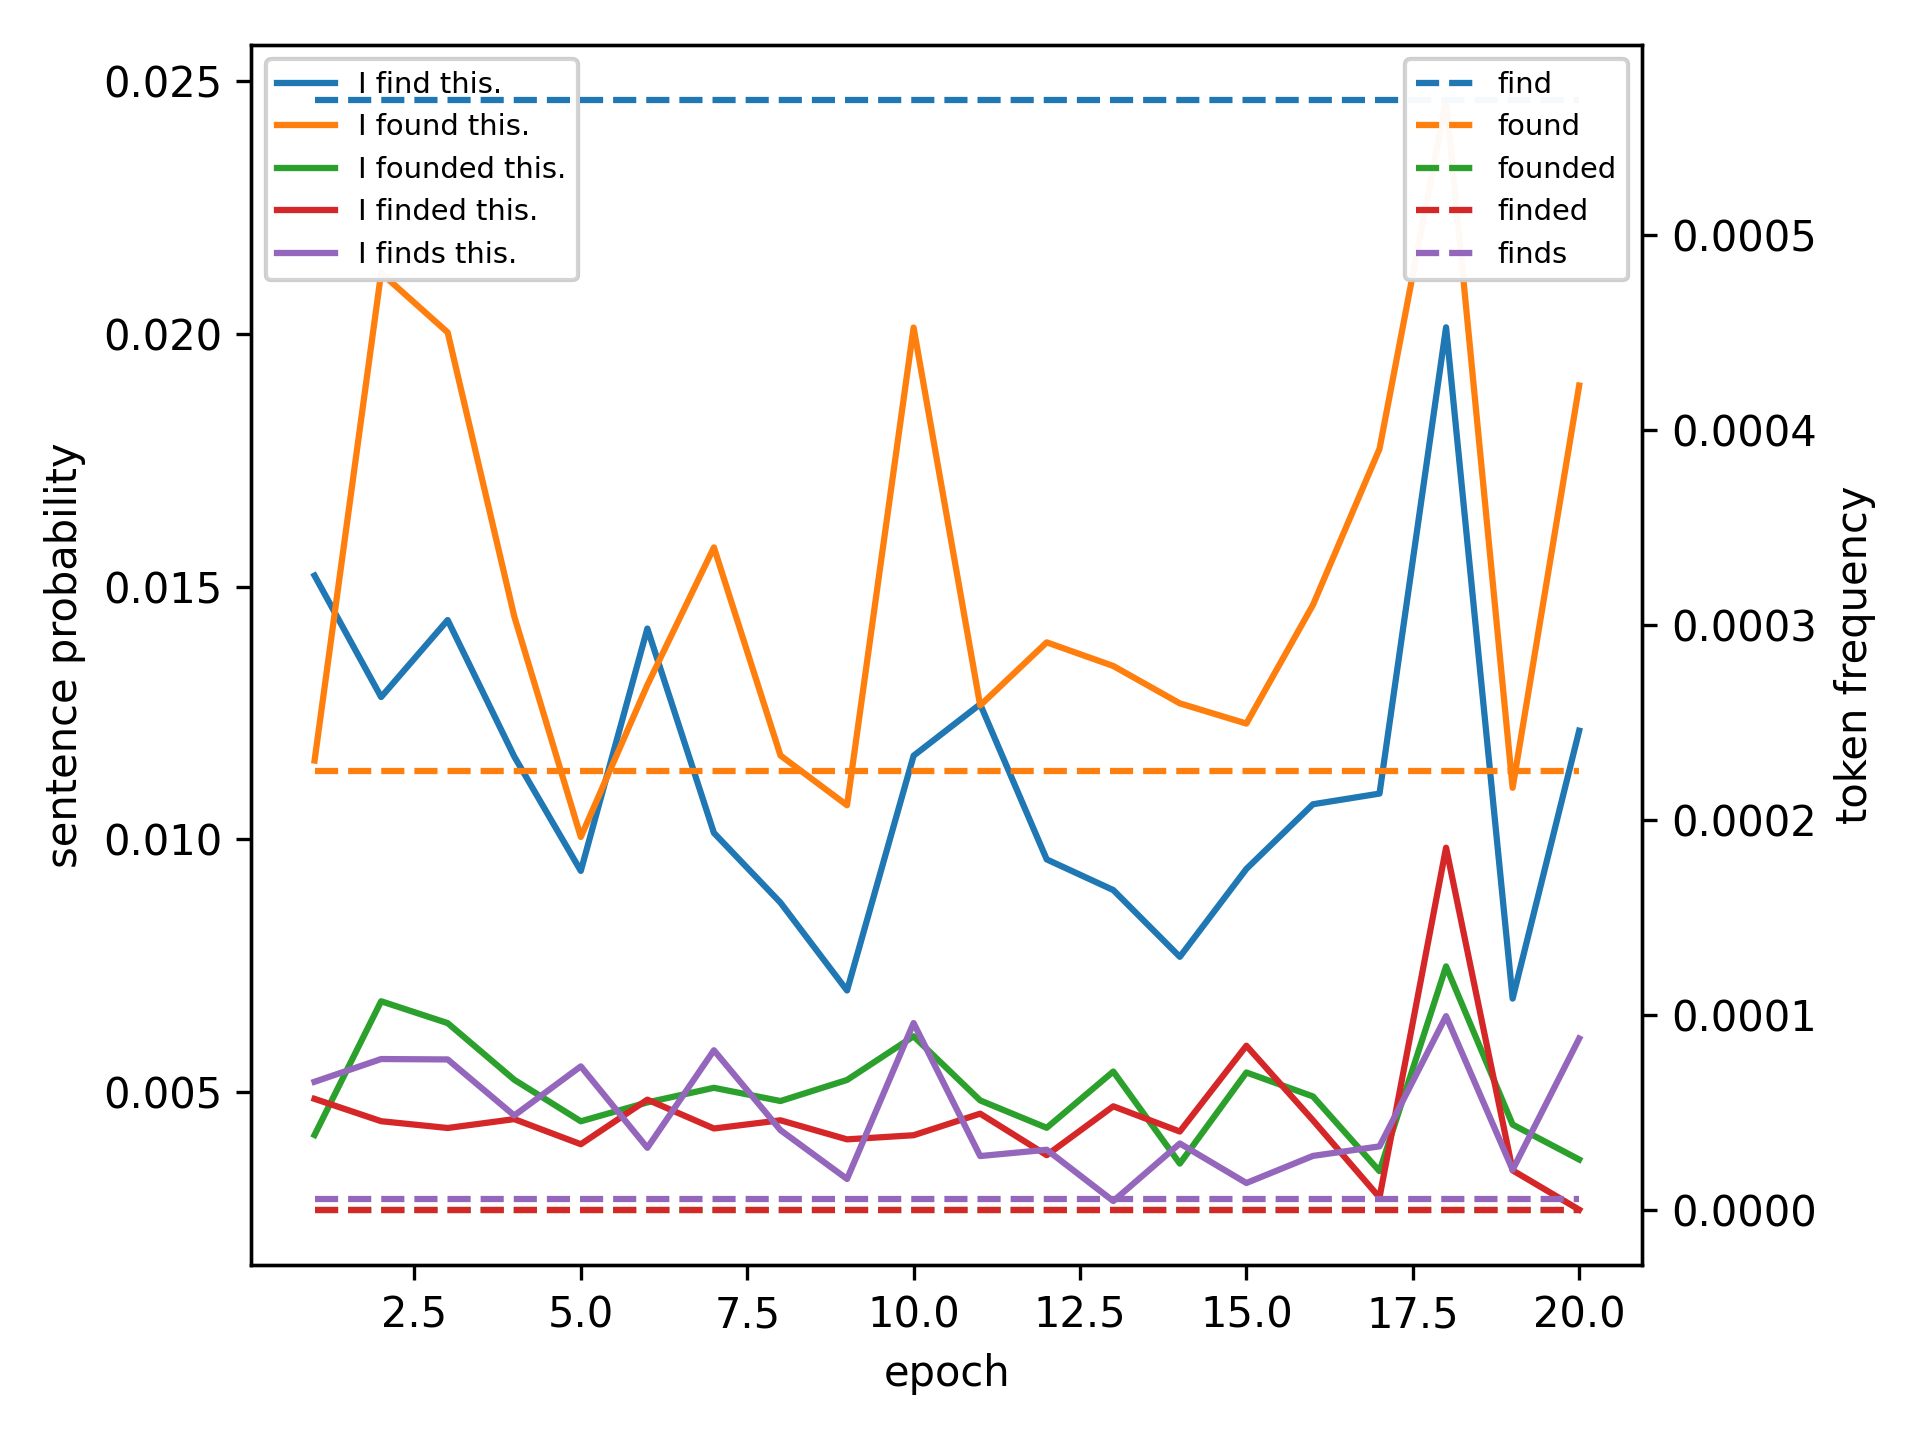 I find this.
I found this.
I founded this.
I finded this.
I finds this.
find
found
founded
finded
finds
0.025
0.020
0.015
0.010
0.005
sentence probability
0.0005
0.0004
0.0003
0.0002
0.0001
0.0000
token frequency
2.5 5.0 7.5 10.0 12.5 15.0 17.5 20.0
epoch